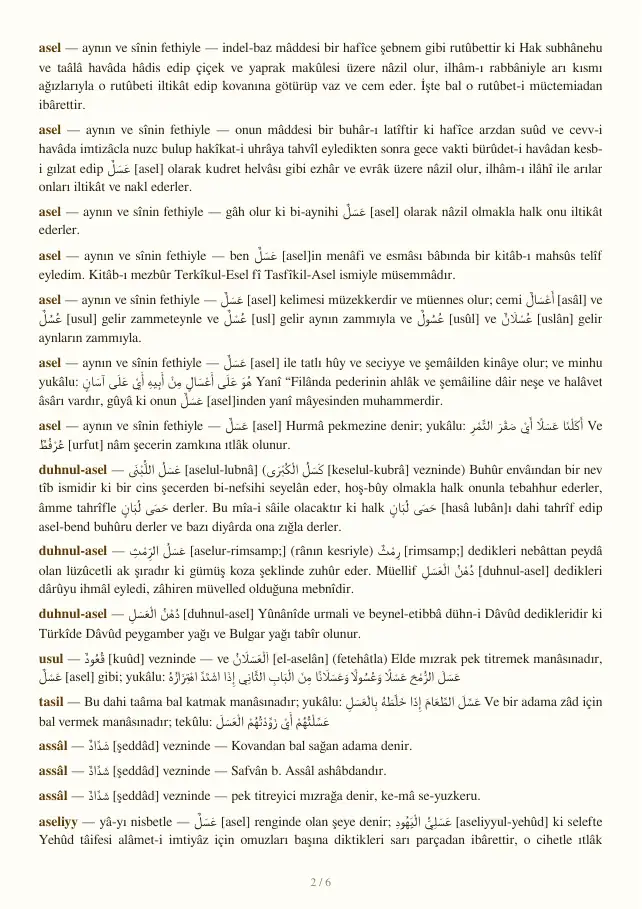 asel — aynın ve sînin fethiyle — indel-baz mâddesi bir hafîce şebnem gibi rutûbettir ki Hak subhânehu
ve taâlâ havâda hâdis edip çiçek ve yaprak makûlesi üzere nâzil olur, ilhâm-ı rabbâniyle arı kısmı
ağızlarıyla o rutûbeti iltikât edip kovanına götürüp vaz ve cem eder. İşte bal o rutûbet-i müctemiadan
ibârettir.
asel — aynın ve sînin fethiyle — onun mâddesi bir buhâr-ı latîftir ki hafîce arzdan suûd ve cevv-i
havâda imtizâcla nuzc bulup hakîkat-i uhrâya tahvîl eyledikten sonra gece vakti bürûdet-i havâdan kesb-
i gılzat edip عَسَلٌ [asel] olarak kudret helvâsı gibi ezhâr ve evrâk üzere nâzil olur, ilhâm-ı ilâhî ile arılar
onları iltikât ve nakl ederler.
asel — aynın ve sînin fethiyle — gâh olur ki bi-aynihi عَسَلٌ [asel] olarak nâzil olmakla halk onu iltikât
ederler.
asel — aynın ve sînin fethiyle — ben عَسَلٌ [asel]in menâfi ve esmâsı bâbında bir kitâb-ı mahsûs telîf
eyledim. Kitâb-ı mezbûr Terkîkul-Esel fî Tasfîkil-Asel ismiyle müsemmâdır.
asel — aynın ve sînin fethiyle — عَسَلٌ [asel] kelimesi müzekkerdir ve müennes olur; cemi أَعْسَالٌ [asâl] ve
عُسُلٌ [usul] gelir zammeteynle ve عُسْلٌ [usl] gelir aynın zammıyla ve عُسُولٌ [usûl] ve عُسْلَانٌ [uslân] gelir
aynların zammıyla.
asel — aynın ve sînin fethiyle — عَسَلٌ [asel] ile tatlı hûy ve seciyye ve şemâilden kinâye olur; ve minhu
yukâlu: هُوَ عَلَى أَعْسَالٍ مِنْ أَبِيهِ أَيْ عَلَى آسَانٍ Yanî “Filânda pederinin ahlâk ve şemâiline dâir neşe ve halâvet
âsârı vardır, gûyâ ki onun عَسَلٌ [asel]inden yanî mâyesinden muhammerdir.
asel — aynın ve sînin fethiyle — عَسَلٌ [asel] Hurmâ pekmezine denir; yukâlu: أَكَلْنَا عَسَلًا أَيْ صَقَرَ التَّمْرِ Ve
عُرْفُطٌ [urfut] nâm şecerin zamkına ıtlâk olunur.
duhnul-asel — عَسَلُ اللُّبْنَى [aselul-lubnâ] (كَسَلُ الْكُبْرَى [keselul-kubrâ] vezninde) Buhûr envâından bir nev
tîb ismidir ki bir cins şecerden bi-nefsihi seyelân eder, hoş-bûy olmakla halk onunla tebahhur ederler,
âmme tahrîfle حَصَى لُبَانٍ derler. Bu mîa-i sâile olacaktır ki halk حَصَى لُبَانٍ [hasâ lubân]ı dahi tahrîf edip
asel-bend buhûru derler ve bazı diyârda ona zığla derler.
duhnul-asel — عَسَلُ الرِّمْثِ [aselur-rimsamp;] (rânın kesriyle) رِمْثٌ [rimsamp;] dedikleri nebâttan peydâ
olan lüzûcetli ak şıradır ki gümüş koza şeklinde zuhûr eder. Müellif دُهْنُ الْعَسَلِ [duhnul-asel] dedikleri
dârûyu ihmâl eyledi, zâhiren müvelled olduğuna mebnîdir.
duhnul-asel — دُهْنُ الْعَسَلِ [duhnul-asel] Yûnânîde urmali ve beynel-etibbâ dühn-i Dâvûd dedikleridir ki
Türkîde Dâvûd peygamber yağı ve Bulgar yağı tabîr olunur.
usul — قُعُودٌ [kuûd] vezninde — ve اَلْعَسَلَانُ [el-aselân] (fetehâtla) Elde mızrak pek titremek manâsınadır,
عَسَلٌ [asel] gibi; yukâlu: عَسَلَ الرُّمْحُ عَسَلًا وَعُسُولًا وَعَسَلَانًا مِنَ الْبَابِ الثَّانِي إِذَا اشْتَدَّ اهْتِزَازُهُ
tasil — Bu dahi taâma bal katmak manâsınadır; yukâlu: عَسَّلَ الطَّعَامَ إِذَا خَلَطَهُ بِالْعَسَلِ Ve bir adama zâd için
bal vermek manâsınadır; tekûlu: عَسَّلْتُهُمْ أَيْ زَوَّدْتُهُمُ الْعَسَلَ
assâl — شَدَّادٌ [şeddâd] vezninde — Kovandan bal sağan adama denir.
assâl — شَدَّادٌ [şeddâd] vezninde — Safvân b. Assâl ashâbdandır.
assâl — شَدَّادٌ [şeddâd] vezninde — pek titreyici mızrağa denir, ke-mâ se-yuzkeru.
aseliyy — yâ-yı nisbetle — عَسَلٌ [asel] renginde olan şeye denir; عَسَلِيُّ الْيَهُودِ [aseliyyul-yehûd] ki selefte
Yehûd tâifesi alâmet-i imtiyâz için omuzları başına diktikleri sarı parçadan ibârettir, o cihetle ıtlâk
2 / 6